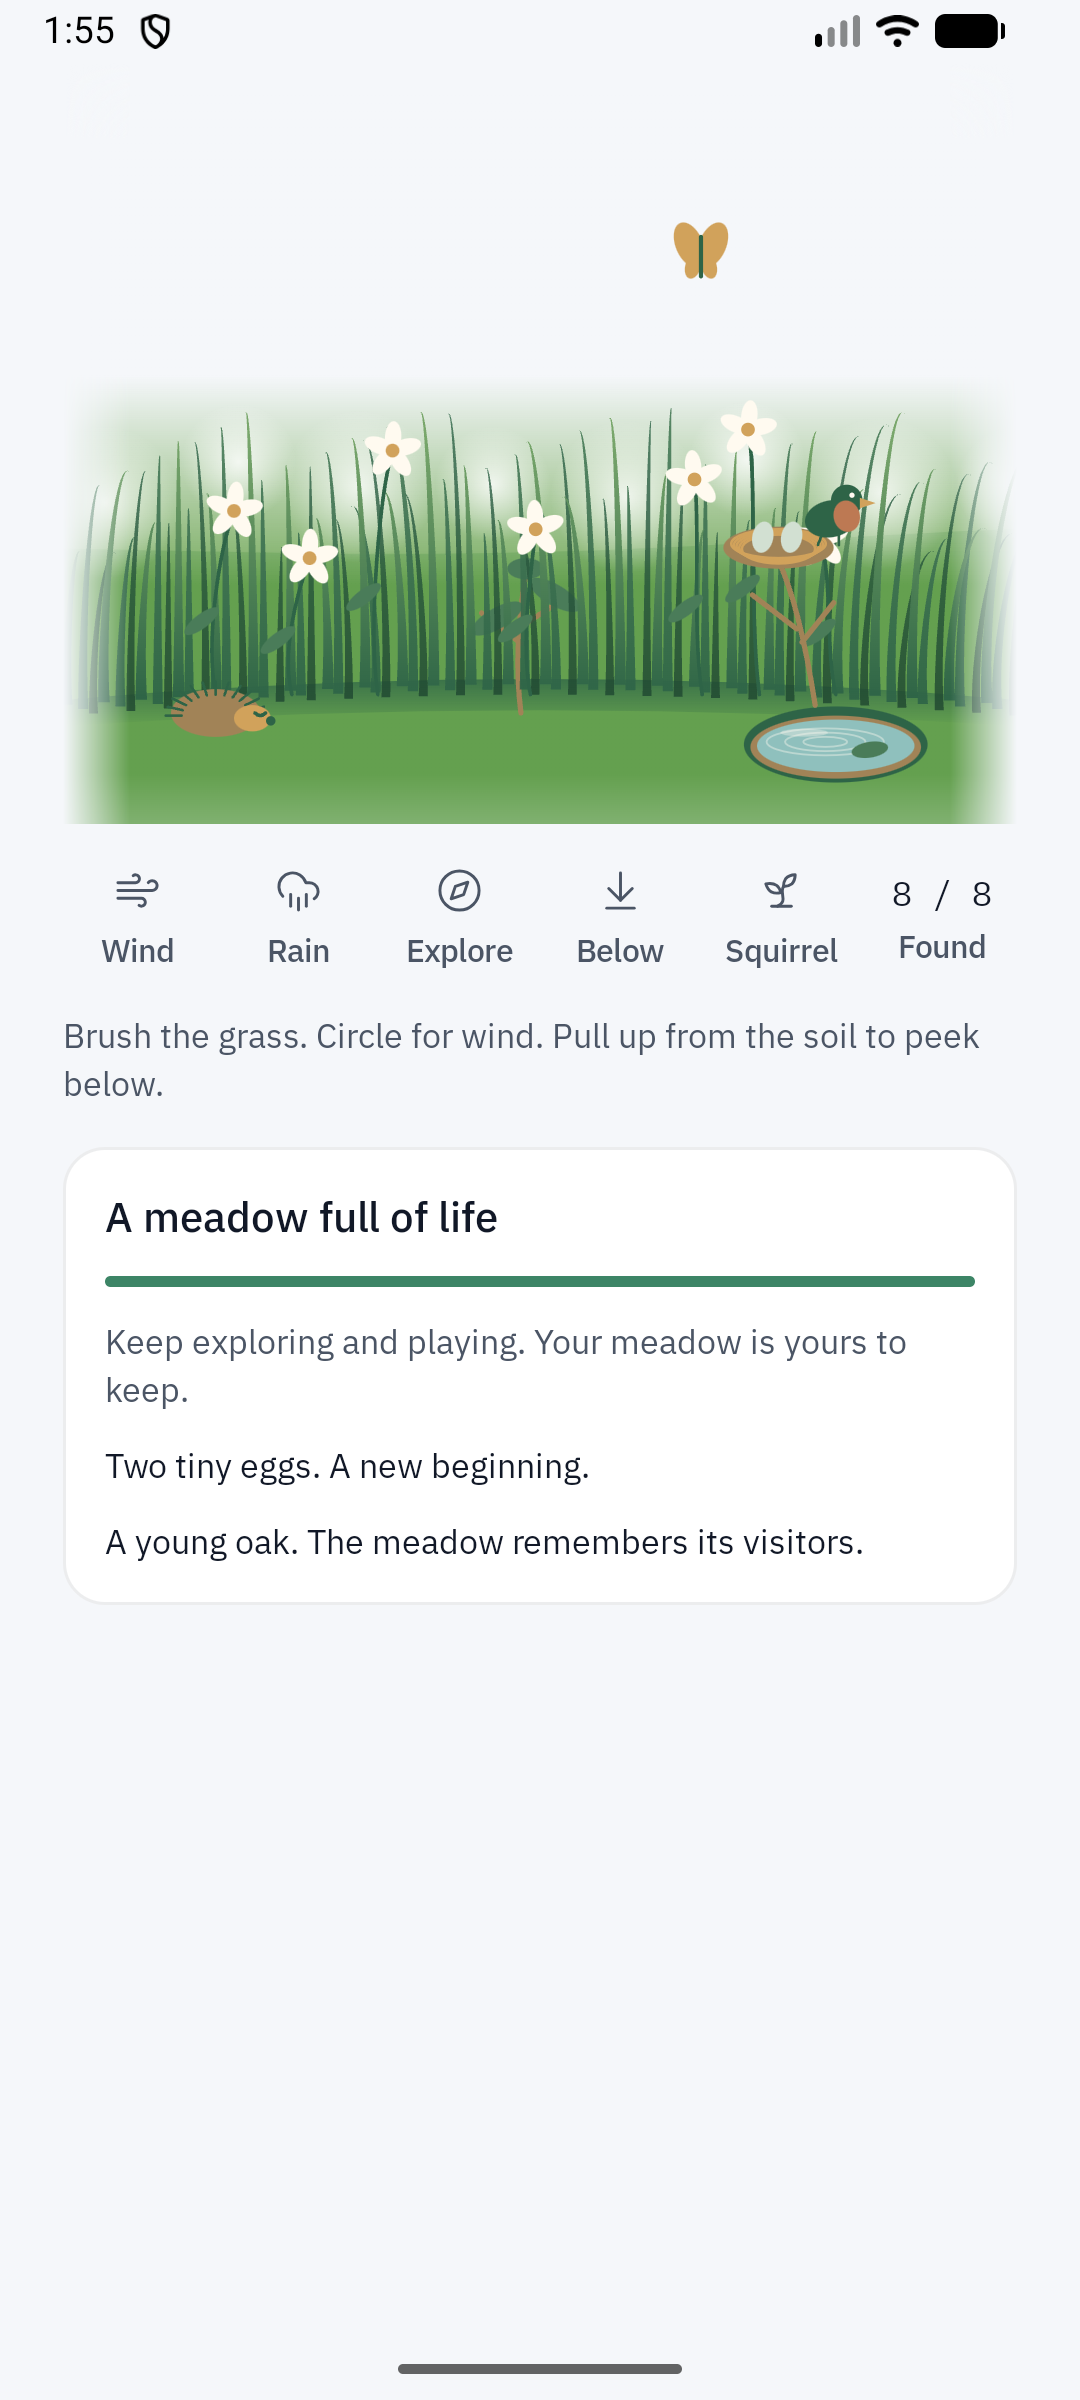 1:55
Wind
Rain
Explore
Below
Squirrel
8 / 8
Found
Brush the grass. Circle for wind. Pull up from the soil to peek
below.
A meadow full of life
Keep exploring and playing. Your meadow is yours to
keep.
Two tiny eggs. A new beginning.
A young oak. The meadow remembers its visitors.